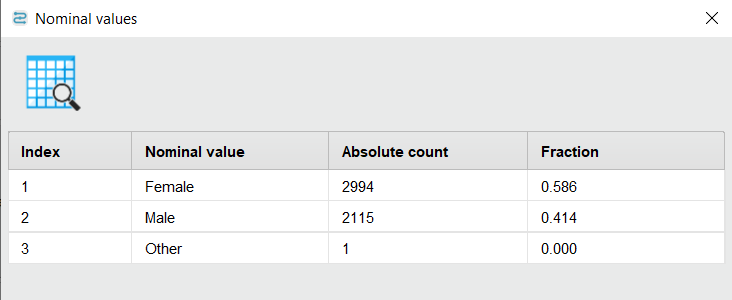 Nominal values
Index Nominal value Absolute count Fraction
1 Female 2994 0.586
2 Male 2115 0.414
3 Other 1 0.000